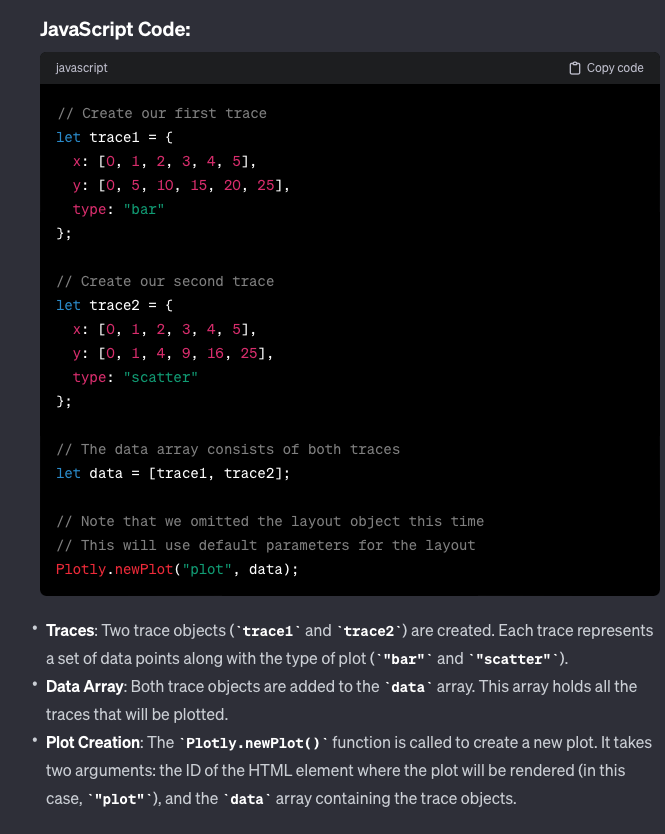 JavaScript Code:
javascript
Copy code
// Create our first trace
let trace1 = {
  x: [0, 1, 2, 3, 4, 5],
  y: [0, 5, 10, 15, 20, 25],
  type: "bar"
};
// Create our second trace
let trace2 = {
  x: [0, 1, 2, 3, 4, 5],
  y: [0, 1, 4, 9, 16, 25],
  type: "scatter"
};
// The data array consists of both traces
let data = [trace1, trace2];
// Note that we omitted the layout object this time
// This will use default parameters for the layout
Plotly.newPlot("plot", data);
• Traces: Two trace objects (`trace1` and `trace2`) are created. Each trace represents
a set of data points along with the type of plot (`"bar"` and `"scatter"`).
• Data Array: Both trace objects are added to the `data` array. This array holds all the
traces that will be plotted.
• Plot Creation: The `Plotly.newPlot()` function is called to create a new plot. It takes
two arguments: the ID of the HTML element where the plot will be rendered (in this
case, `"plot"`), and the `data` array containing the trace objects.